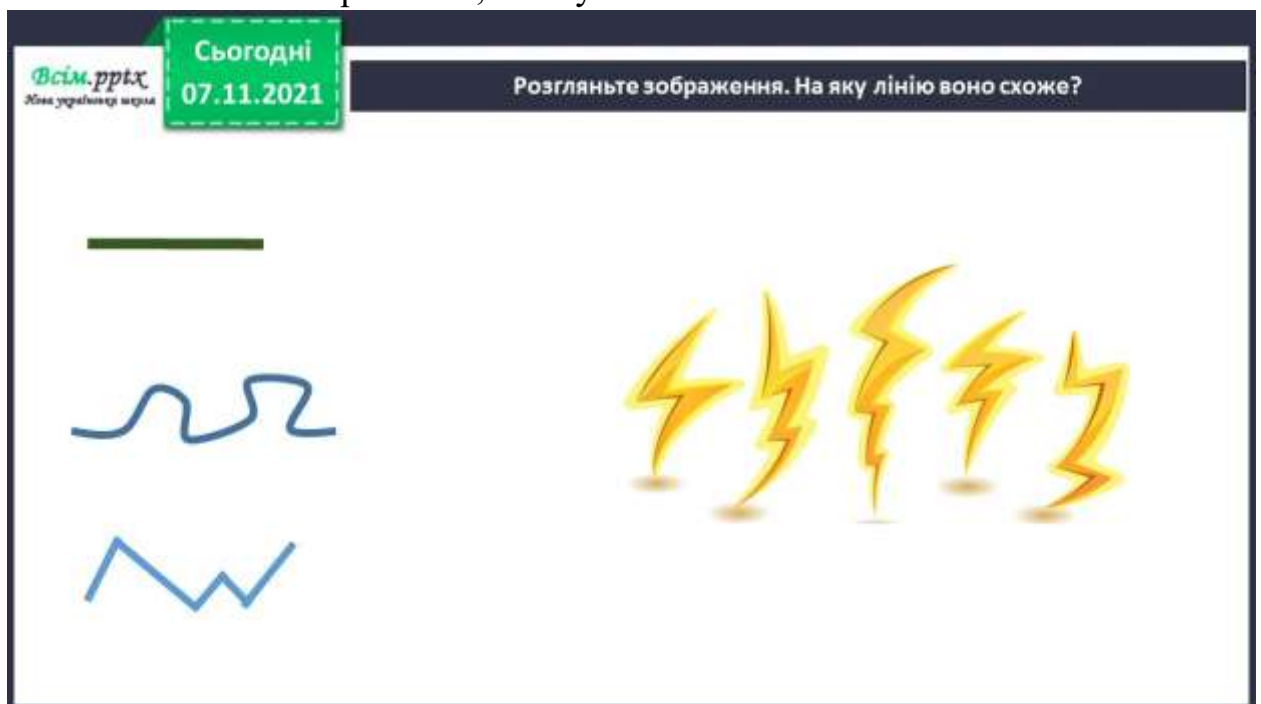 Всім.pptx
Нова українська школа
Сьогодні
07.11.2021
Розгляньте зображення. На яку лінію воно схоже?